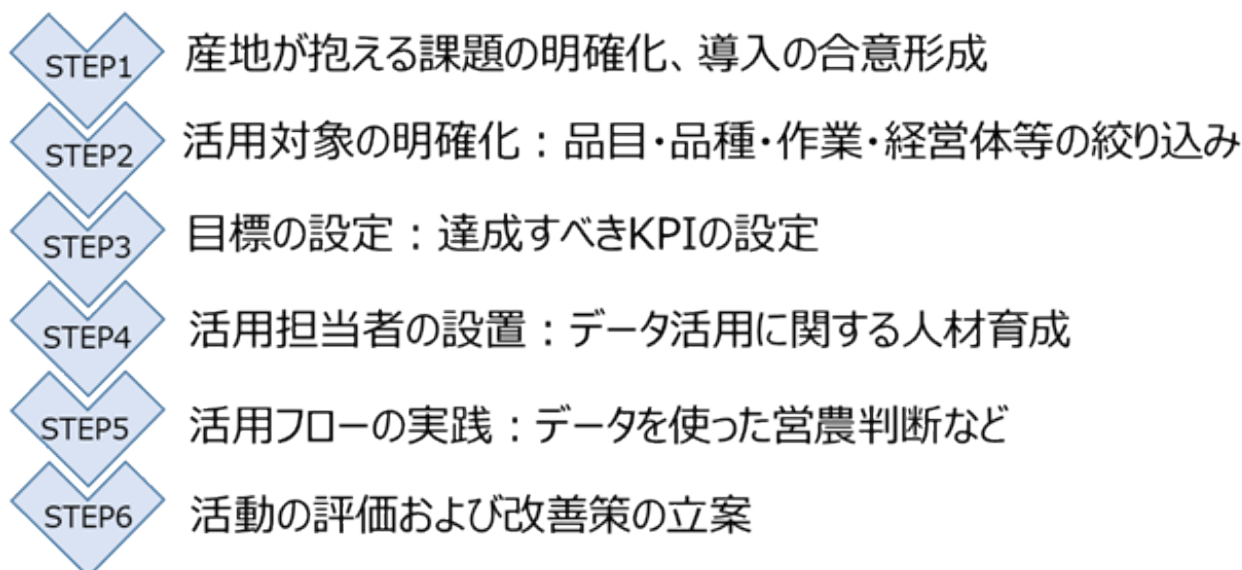 STEP1 産地が抱える課題の明確化、導入の合意形成
STEP2 活用対象の明確化：品目・品種・作業・経営体等の絞り込み
STEP3 目標の設定：達成すべきKPIの設定
STEP4 活用担当者の設置：データ活用に関する人材育成
STEP5 活用フローの実践：データを使った営農判断など
STEP6 活動の評価および改善策の立案